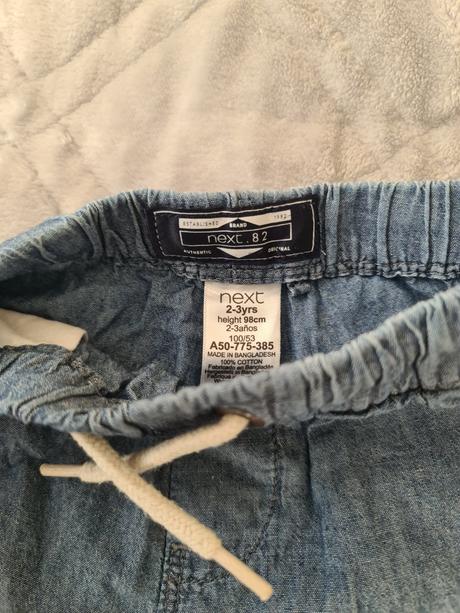 ESTABLISHED BRAND 1982
next.82
AUTHENTIC ORIGINAL
next
2-3yrs
height 98cm
2-3años
100/53
A50-775-385
MADE IN BANGLADESH
100% COTTON
Fabricado en Bangladés